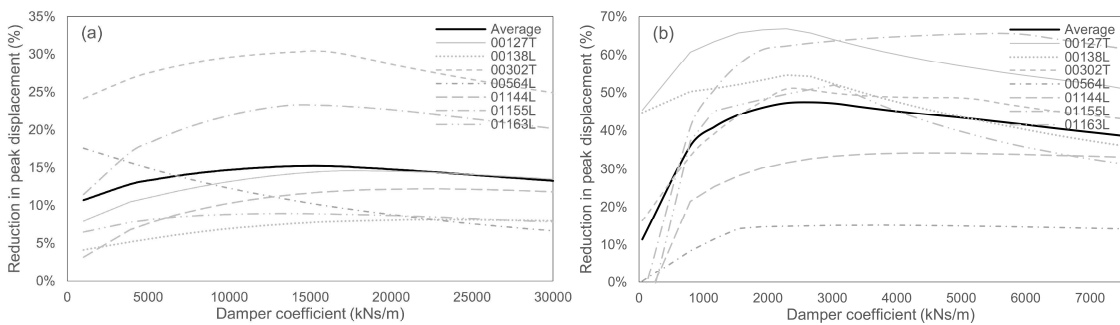 35%
30%
25%
20%
15%
10%
5%
0%
Reduction in peak displacement (%)
(a)
Average
00127T
00138L
00302T
00564L
01144L
01155L
01163L
0 5000 10000 15000 20000 25000 30000
Damper coefficient (kNs/m)
70%
60%
50%
40%
30%
20%
10%
0%
Reduction in peak displacement (%)
(b)
Average
00127T
00138L
00302T
00564L
01144L
01155L
01163L
0 1000 2000 3000 4000 5000 6000 7000
Damper coefficient (kNs/m)